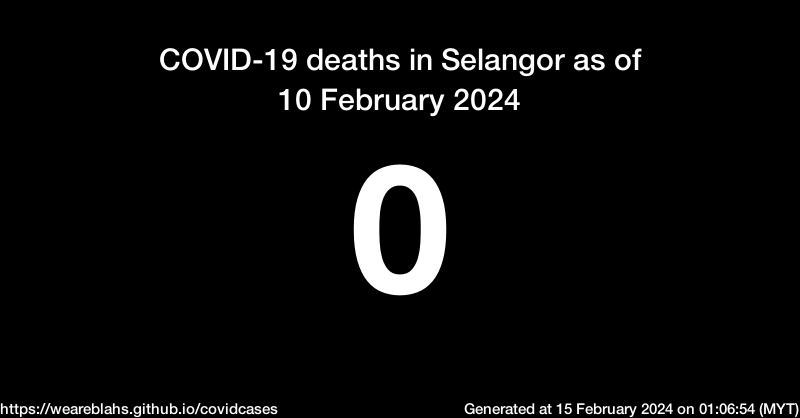 COVID-19 deaths in Selangor as of
10 February 2024
0
https://weareblahs.github.io/covidcases
Generated at 15 February 2024 on 01:06:54 (MYT)